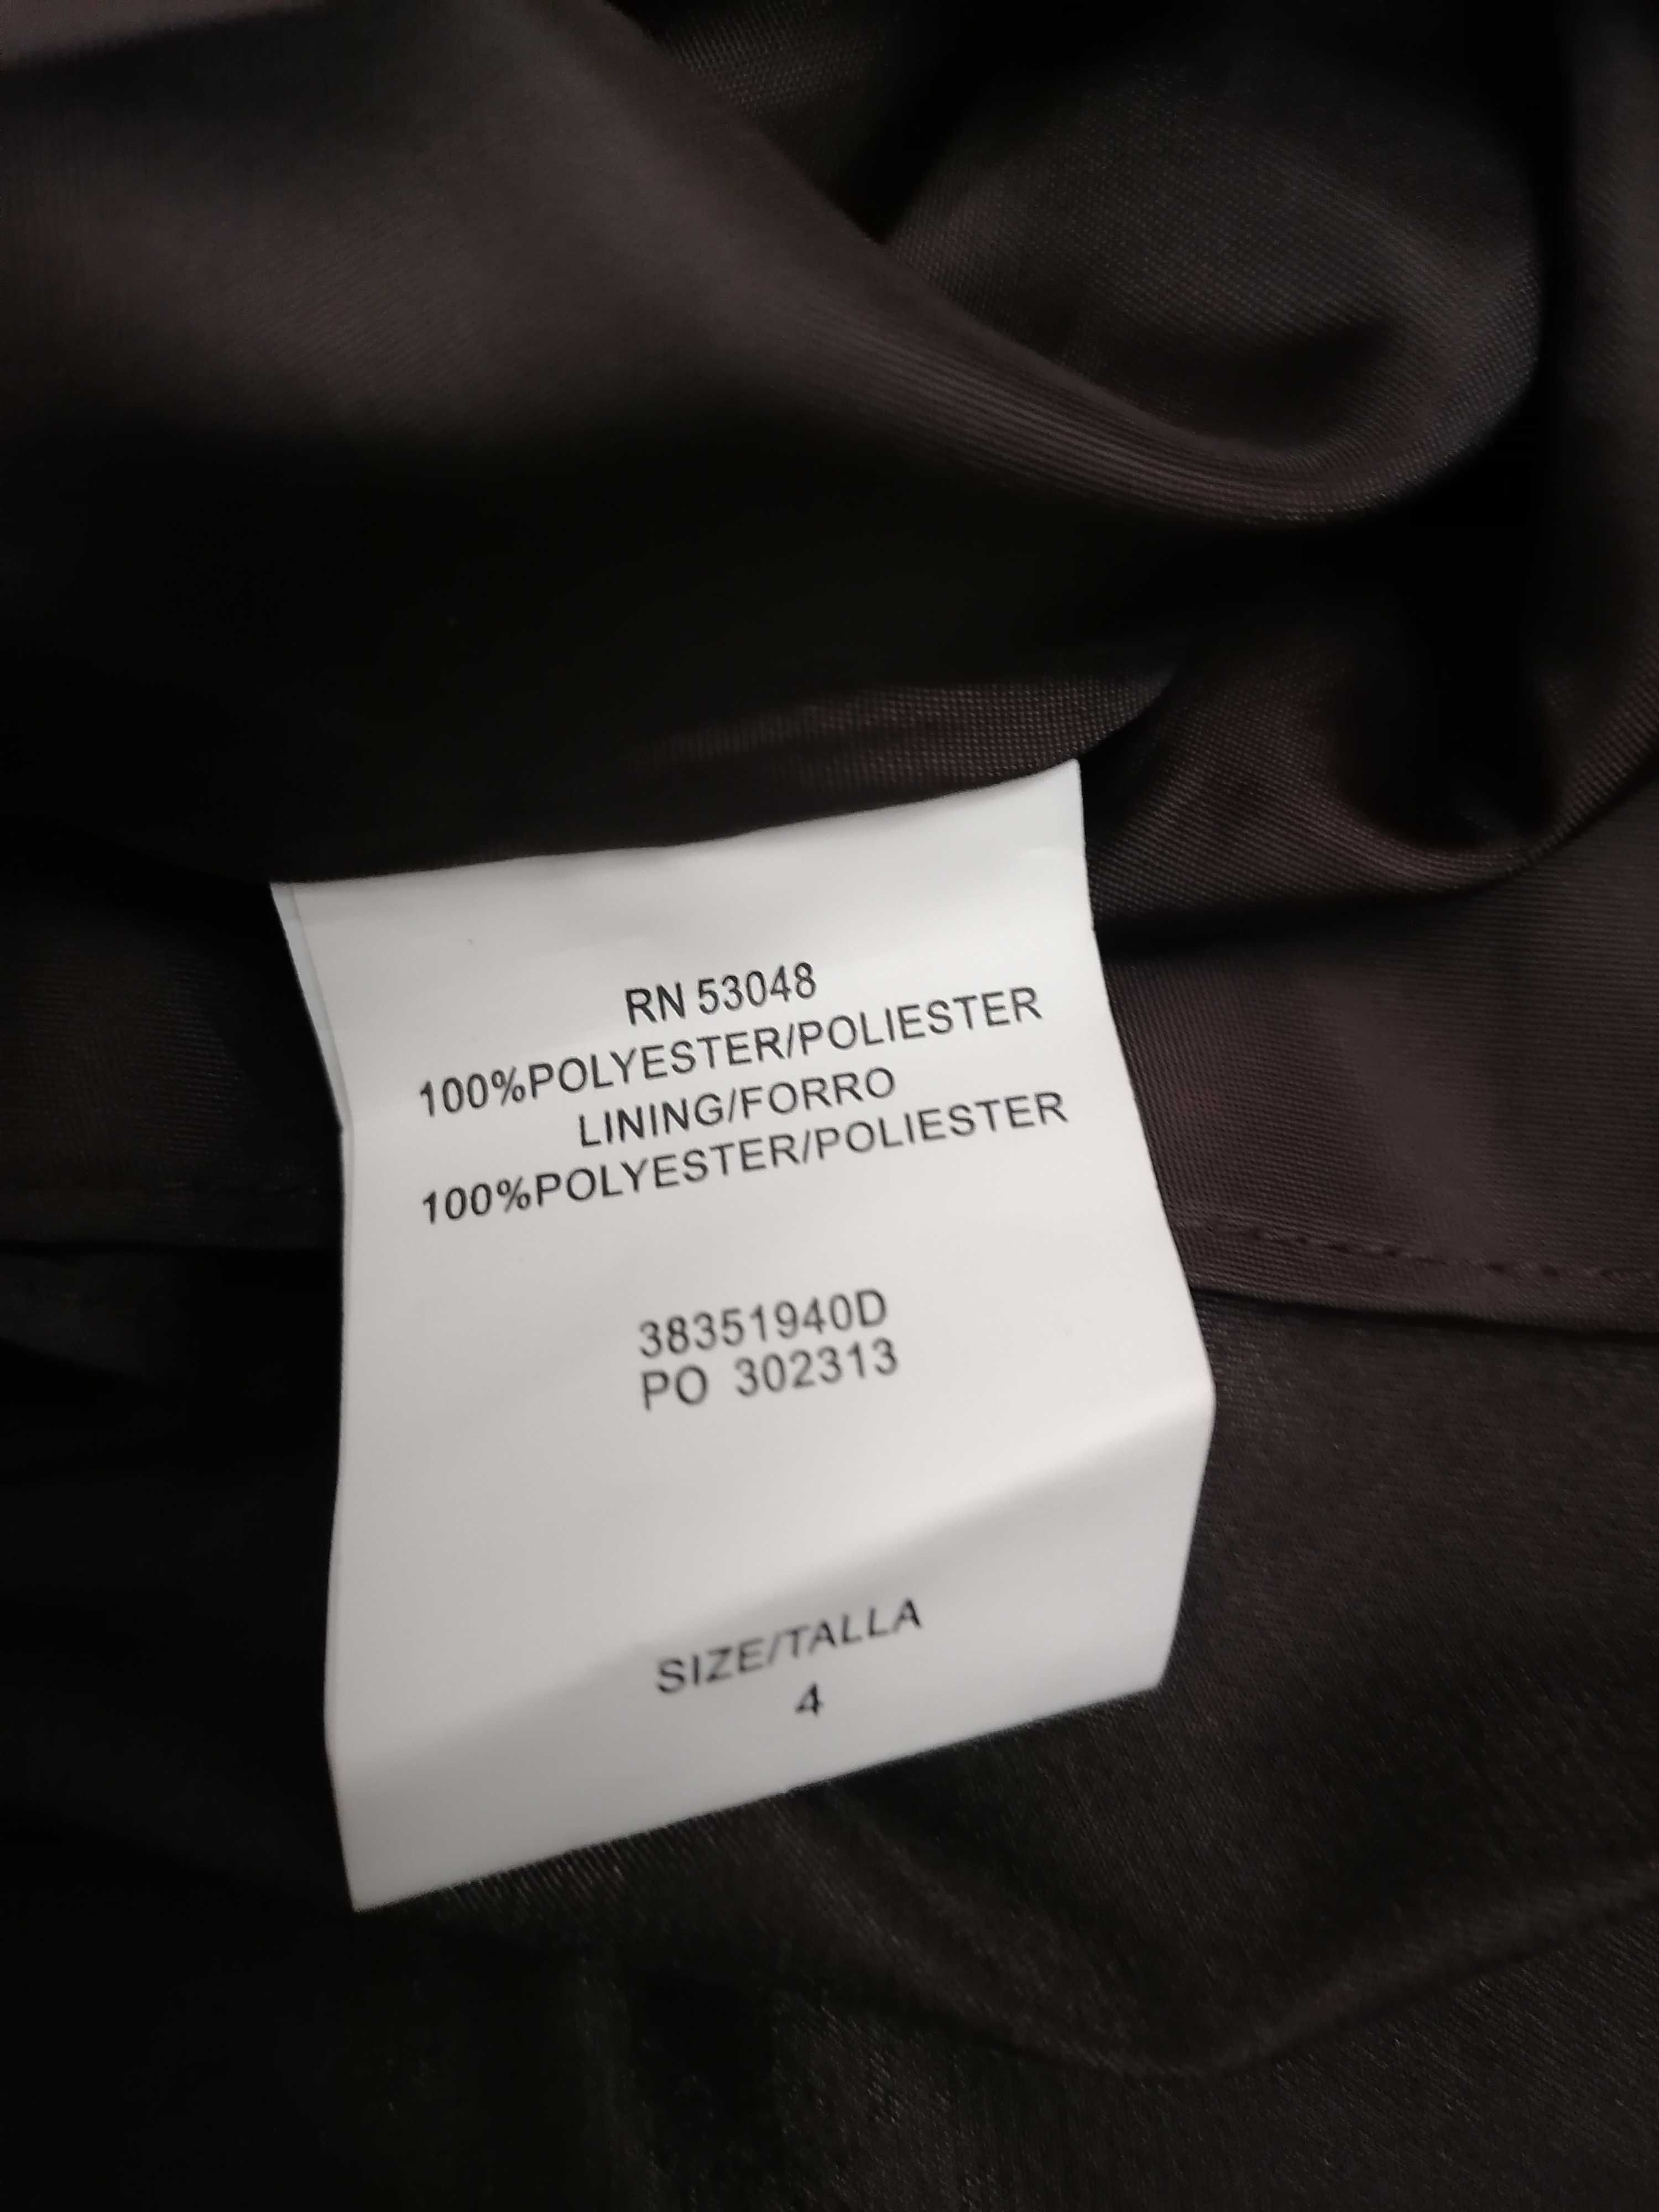 RN 53048
100%POLYESTER/POLIESTER
LINING/FORRO
100%POLYESTER/POLIESTER
38351940D
PO 302313
SIZE/TALLA
4